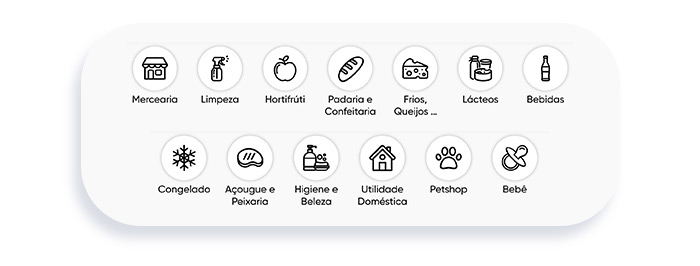 Mercearia
Limpeza
Hortifrúti
Padaria e
Confeitaria
Frios,
Queijos ...
Lácteos
Bebidas
Congelado
Açougue e
Peixaria
Higiene e
Beleza
Utilidade
Doméstica
Petshop
Bebê